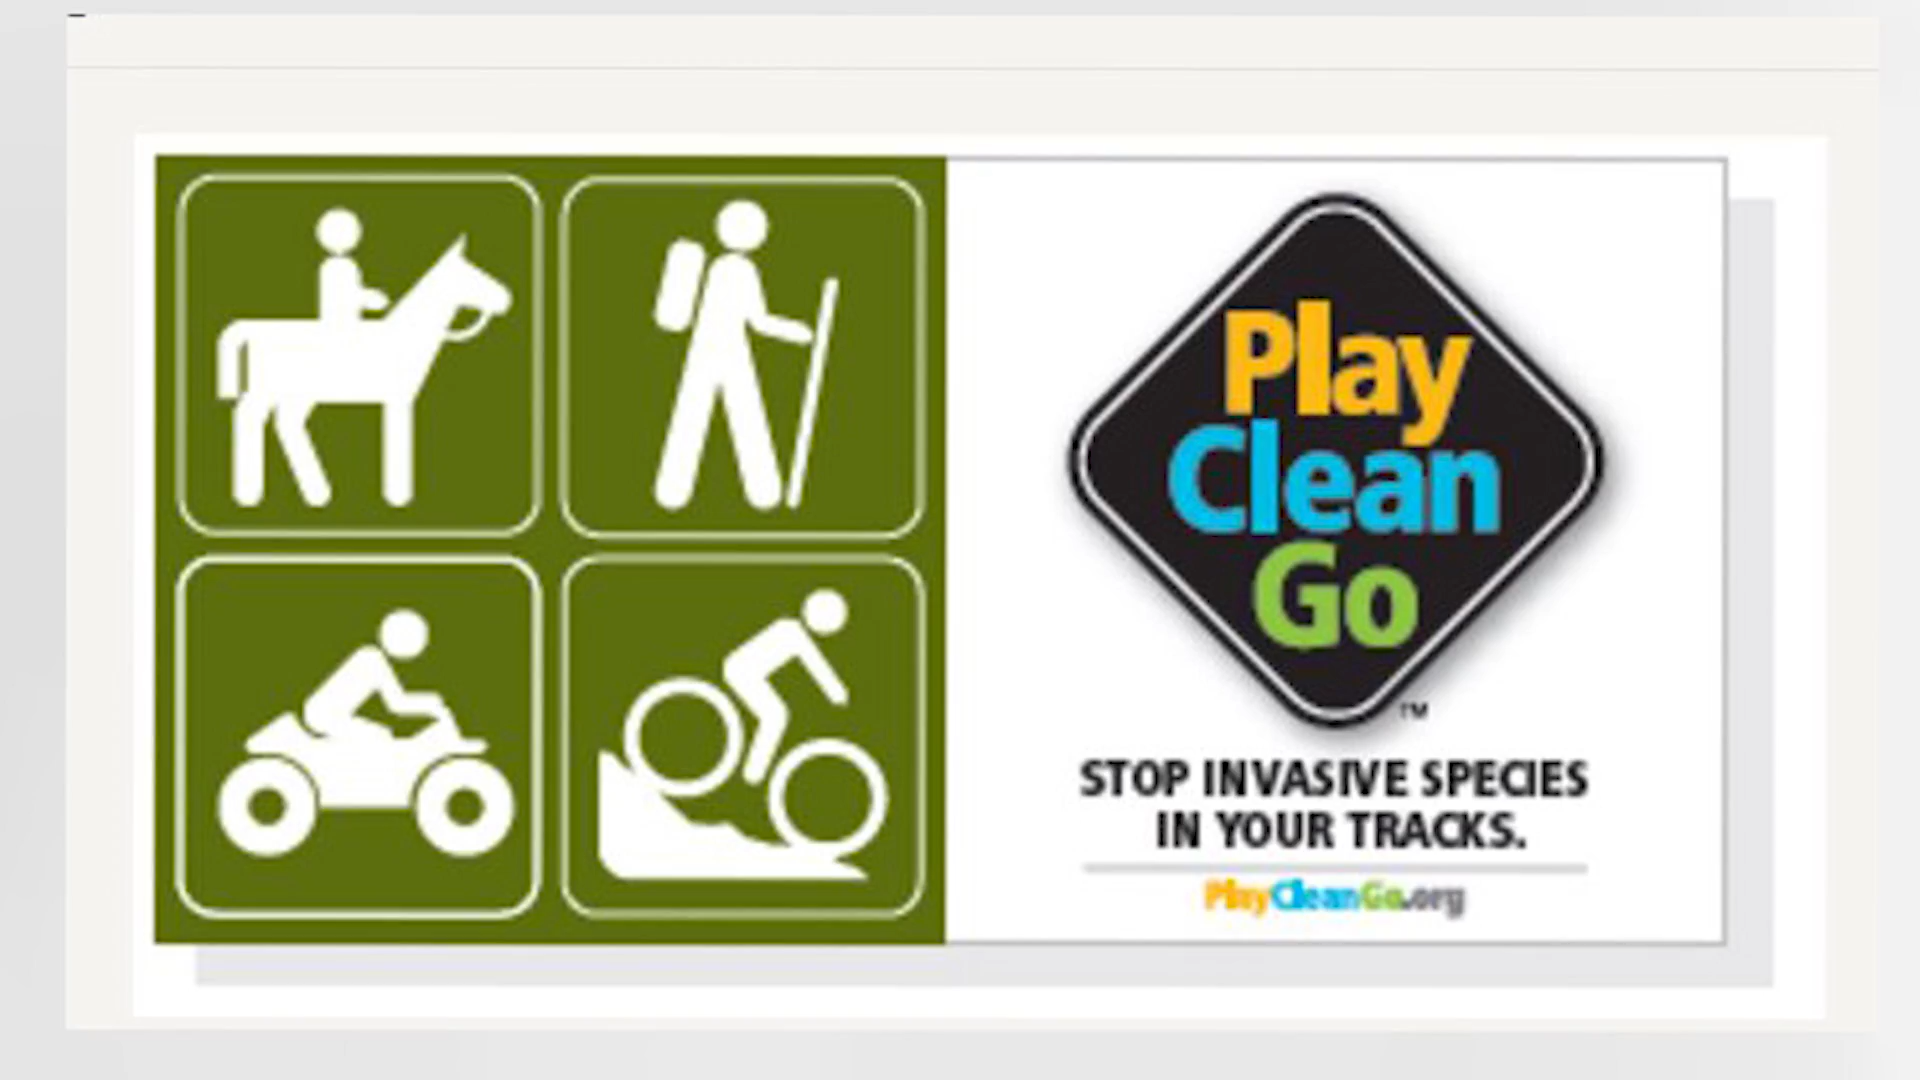 Play
Clean
Go
™
STOP INVASIVE SPECIES
IN YOUR TRACKS.
PlayCleanGo.org